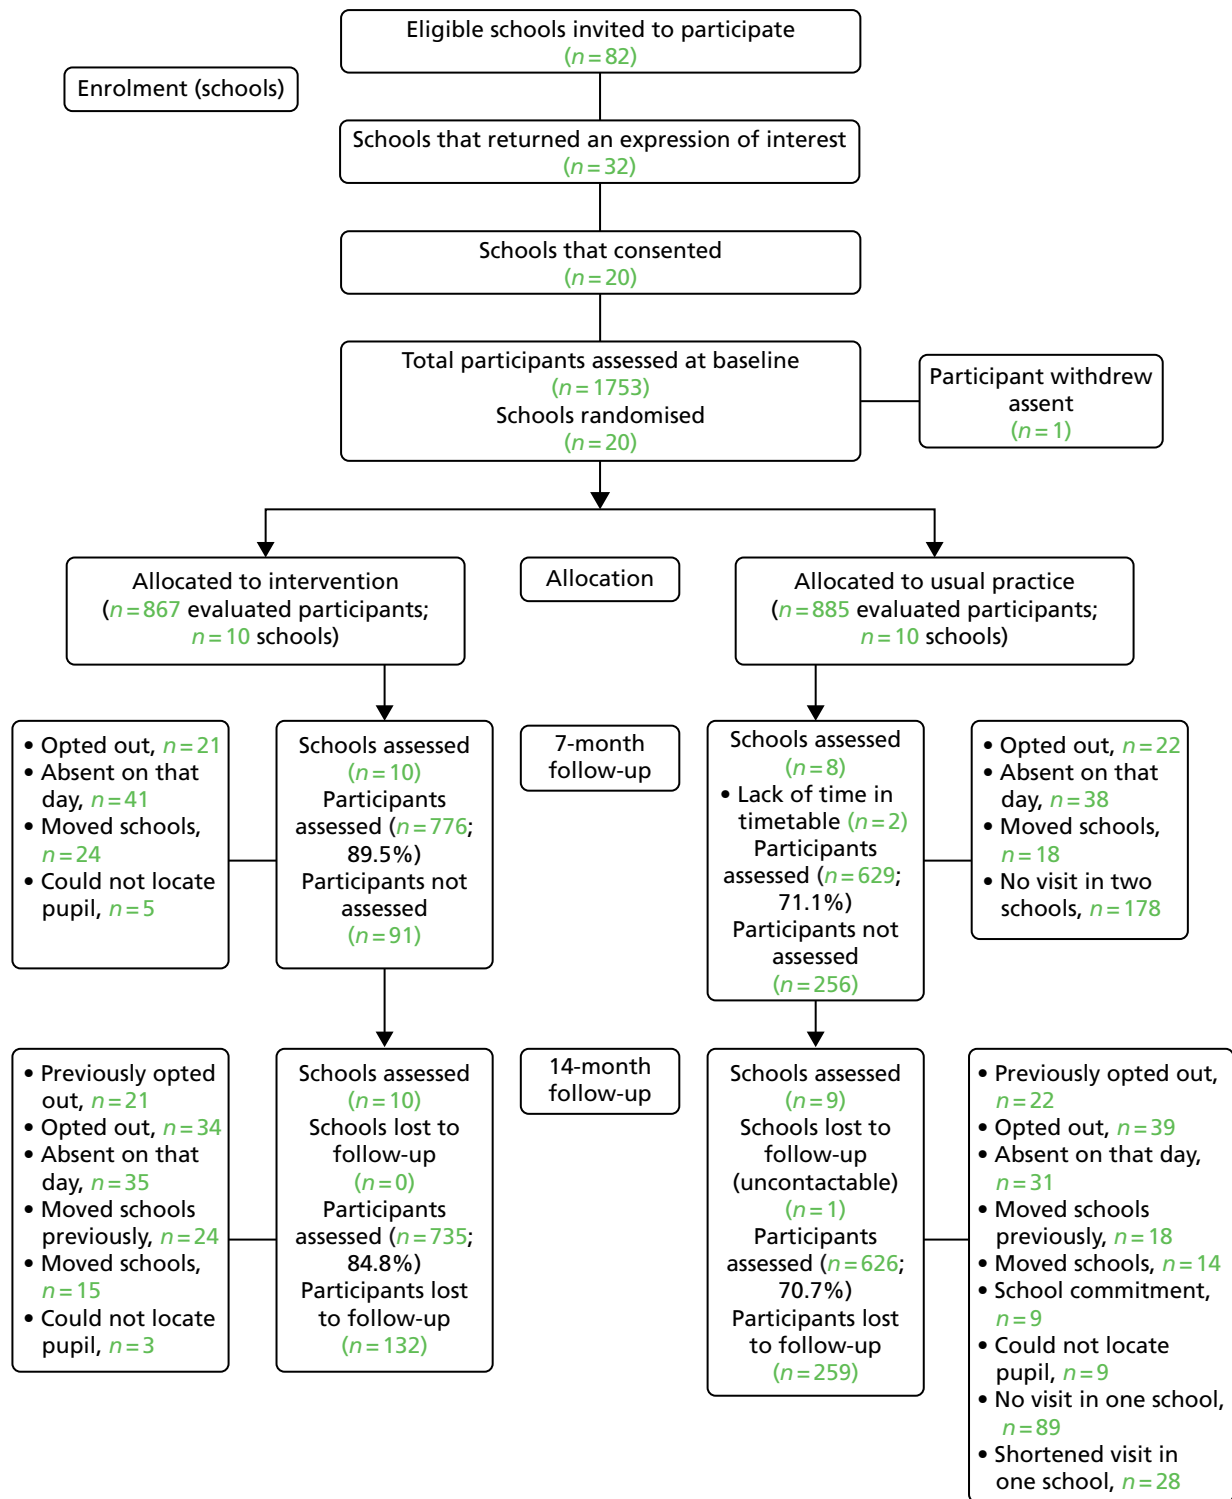 Eligible schools invited to participate
(n=82)
Enrolment (schools)
Schools that returned an expression of interest
(n=32)
Schools that consented
(n=20)
Total participants assessed at baseline
(n=1753)
Schools randomised
(n=20)
Participant withdrew
assent
(n=1)
Allocated to intervention
(n=867 evaluated participants;
n=10 schools)
Allocation
Allocated to usual practice
(n=885 evaluated participants;
n=10 schools)
• Opted out, n=21
• Absent on that
day, n=41
• Moved schools,
n=24
• Could not locate
pupil, n=5
Schools assessed
(n=10)
Participants
assessed (n=776;
89.5%)
Participants not
assessed
(n=91)
7-month
follow-up
Schools assessed
(n=8)
• Lack of time in
timetable (n=2)
Participants
assessed (n=629;
71.1%)
Participants not
assessed
(n=256)
• Opted out, n=22
• Absent on that
day, n=38
• Moved schools,
n=18
• No visit in two
schools, n=178
• Previously opted
out, n=21
• Opted out, n=34
• Absent on that
day, n=35
• Moved schools
previously, n=24
• Moved schools,
n=15
• Could not locate
pupil, n=3
Schools assessed
(n=10)
Schools lost to
follow-up
(n=0)
Participants
assessed (n=735;
84.8%)
Participants lost
to follow-up
(n=132)
14-month
follow-up
Schools assessed
(n=9)
Schools lost to
follow-up
(uncontactable)
(n=1)
Participants
assessed (n=626;
70.7%)
Participants lost
to follow-up
(n=259)
• Previously opted out,
n=22
• Opted out, n=39
• Absent on that day,
n=31
• Moved schools
previously, n=18
• Moved schools, n=14
• School commitment,
n=9
• Could not locate
pupil, n=9
• No visit in one school,
n=89
• Shortened visit in
one school, n=28